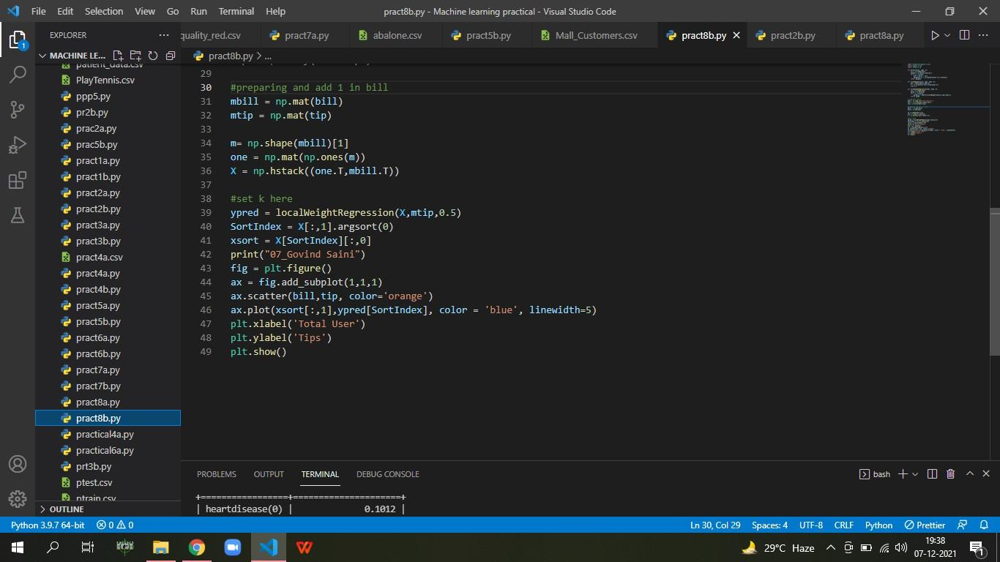 File Edit Selection View Go Run Terminal Help pract8b.py - Machine learning practical - Visual Studio Code
EXPLORER
quality_red.csv pract7a.py abalone.csv pract5b.py Mall_Customers.csv pract8b.py pract2b.py pract8a.py
MACHINE LE...
pract8b.py > ...
patient_data.csv
PlayTennis.csv
ppp5.py
pr2b.py
prac2a.py
prac5b.py
pract1a.py
pract1b.py
pract2a.py
pract2b.py
pract3a.py
pract3b.py
pract4a.csv
pract4a.py
pract4b.py
pract5a.py
pract5b.py
pract6a.py
pract6b.py
pract7a.py
pract7b.py
pract8a.py
pract8b.py
practical4a.py
practical6a.py
prt3b.py
ptest.csv
ptrain.csv
OUTLINE
29
30 #preparing and add 1 in bill
31 mbill = np.mat(bill)
32 mtip = np.mat(tip)
33
34 m= np.shape(mbill)[1]
35 one = np.mat(np.ones(m))
36 X = np.hstack((one.T,mbill.T))
37
38 #set k here
39 ypred = localWeightRegression(X,mtip,0.5)
40 SortIndex = X[:,1].argsort(0)
41 xsort = X[SortIndex][:,0]
42 print("07_Govind Saini")
43 fig = plt.figure()
44 ax = fig.add_subplot(1,1,1)
45 ax.scatter(bill,tip, color='orange')
46 ax.plot(xsort[:,1],ypred[SortIndex], color = 'blue', linewidth=5)
47 plt.xlabel('Total User')
48 plt.ylabel('Tips')
49 plt.show()
PROBLEMS OUTPUT TERMINAL DEBUG CONSOLE
bash
+=================+=====================+
| heartdisease(0) | 0.1012 |
Python 3.9.7 64-bit 0 0 Ln 30, Col 29 Spaces: 4 UTF-8 CRLF Python Prettier
29°C Haze
19:38
07-12-2021
1
1